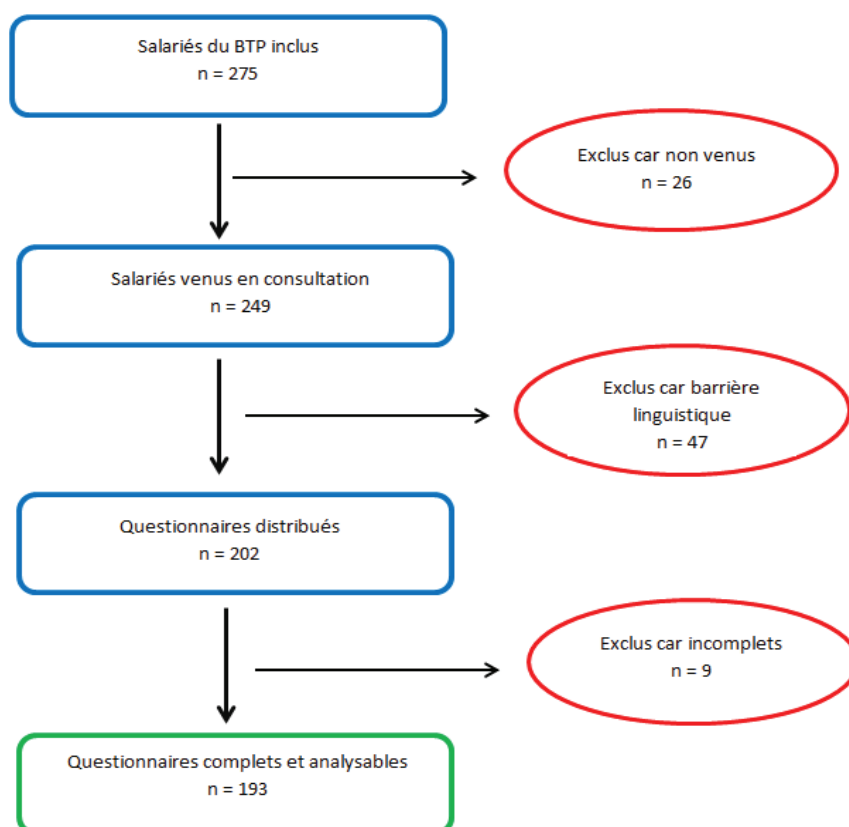 Salariés du BTP inclus
n = 275
Exclus car non venus
n = 26
Salariés venus en consultation
n = 249
Exclus car barrière
linguistique
n = 47
Questionnaires distribués
n = 202
Exclus car incomplets
n = 9
Questionnaires complets et analysables
n = 193